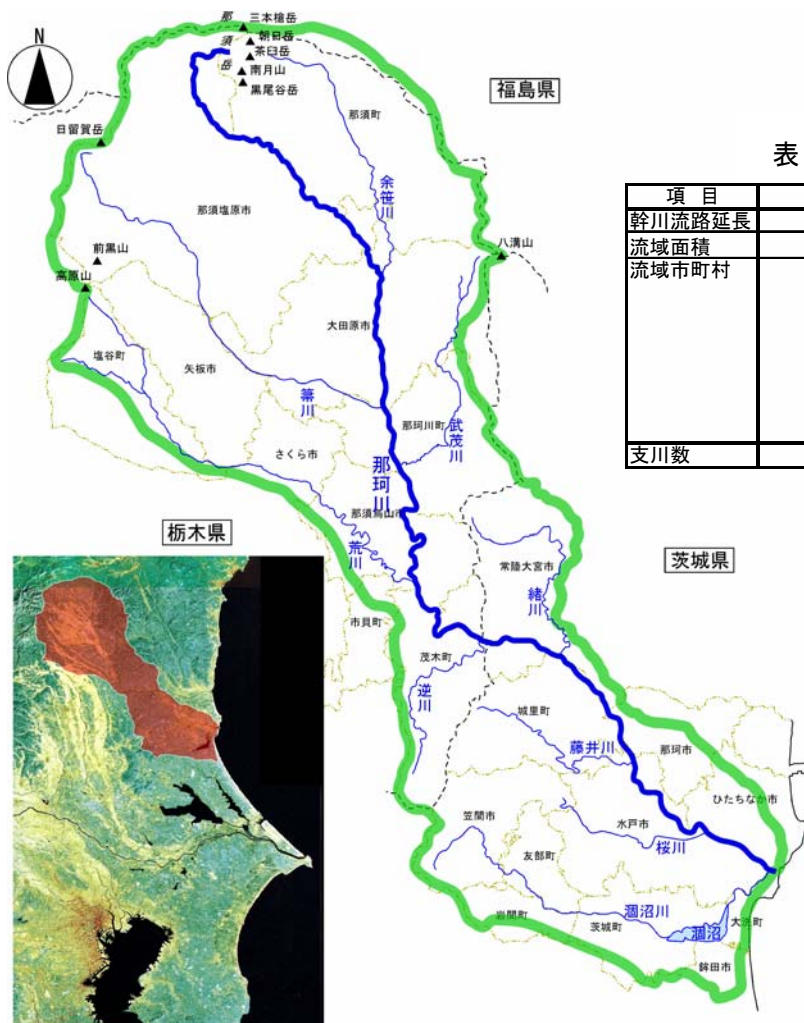 N
那須岳
三本槍岳
朝日岳
茶臼岳
南月山
黒尾谷岳
福島県
那須町
日留賀岳
余笹川
那須塩原市
八溝山
前黒山
高原山
大田原市
塩谷町
矢板市
箒川
那珂川町
武茂川
さくら市
那珂川
那須烏山市
栃木県
荒川
常陸大宮市
茨城県
緒川
市貝町
茂木町
逆川
城里町
藤井川
那珂市
ひたちなか市
笠間市
水戸市
桜川
友部町
涸沼川
岩間町
茨城町
涸沼
大洗町
鉾田市
表
項 目
幹川流路延長
流域面積
流域市町村
支川数